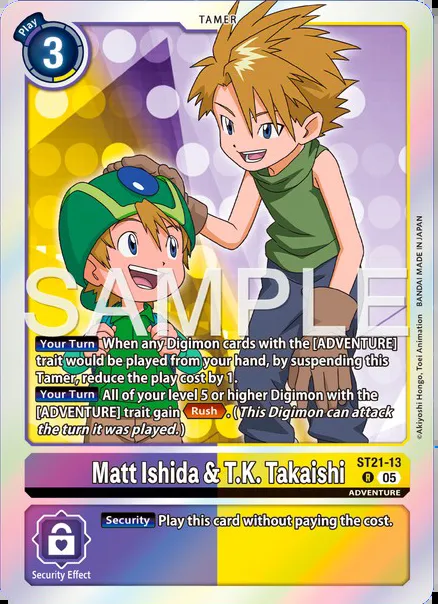 TAMER
Play
3
SAMPLE
Your Turn When any Digimon cards with the [ADVENTURE]
trait would be played from your hand, by suspending this
Tamer, reduce the play cost by 1.
Your Turn All of your level 5 or higher Digimon with the
[ADVENTURE] trait gain Rush. (This Digimon can attack
the turn it was played.)
©Akiyoshi Hongo, Toei Animation BANDAI MADE IN JAPAN
Matt Ishida & T.K. Takaishi
ST21-13
R 05
ADVENTURE
Security Play this card without paying the cost.
Security Effect